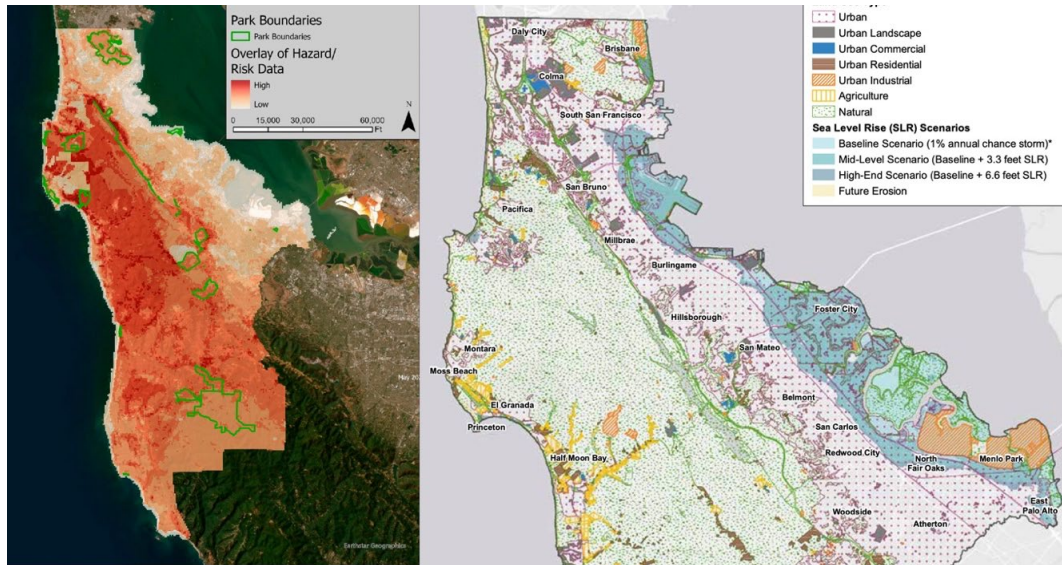 Park Boundaries
Park Boundaries
Overlay of Hazard/
Risk Data
High
Low
N
0 15,000 30,000 60,000
Ft
Earthstar Geographics
Urban
Urban Landscape
Urban Commercial
Urban Residential
Urban Industrial
Agriculture
Natural
Sea Level Rise (SLR) Scenarios
Baseline Scenario (1% annual chance storm)*
Mid-Level Scenario (Baseline + 3.3 feet SLR)
High-End Scenario (Baseline + 6.6 feet SLR)
Future Erosion
Daly City
Brisbane
Colma
South San Francisco
San Bruno
Pacifica
Millbrae
Burlingame
Foster City
Hillsborough
San Mateo
Montara
Moss Beach
Belmont
El Granada
San Carlos
Princeton
Redwood City
Half Moon Bay
North
Fair Oaks
Menlo Park
East
Palo Alto
Woodside
Atherton